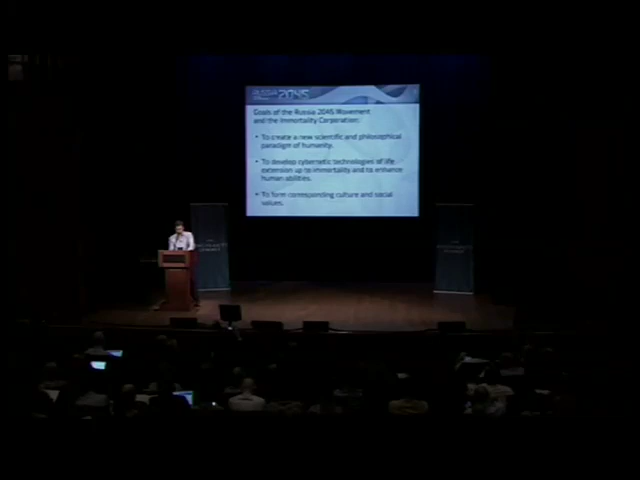 RUSSIA 2045
Goals of the Russia 2045 Movement
and the Immortality Corporation:
• To create a new scientific and philosophical
paradigm of humanity.
• To develop cybernetic technologies of life
extension up to immortality and to enhance
human abilities.
• To form corresponding culture and social
values.